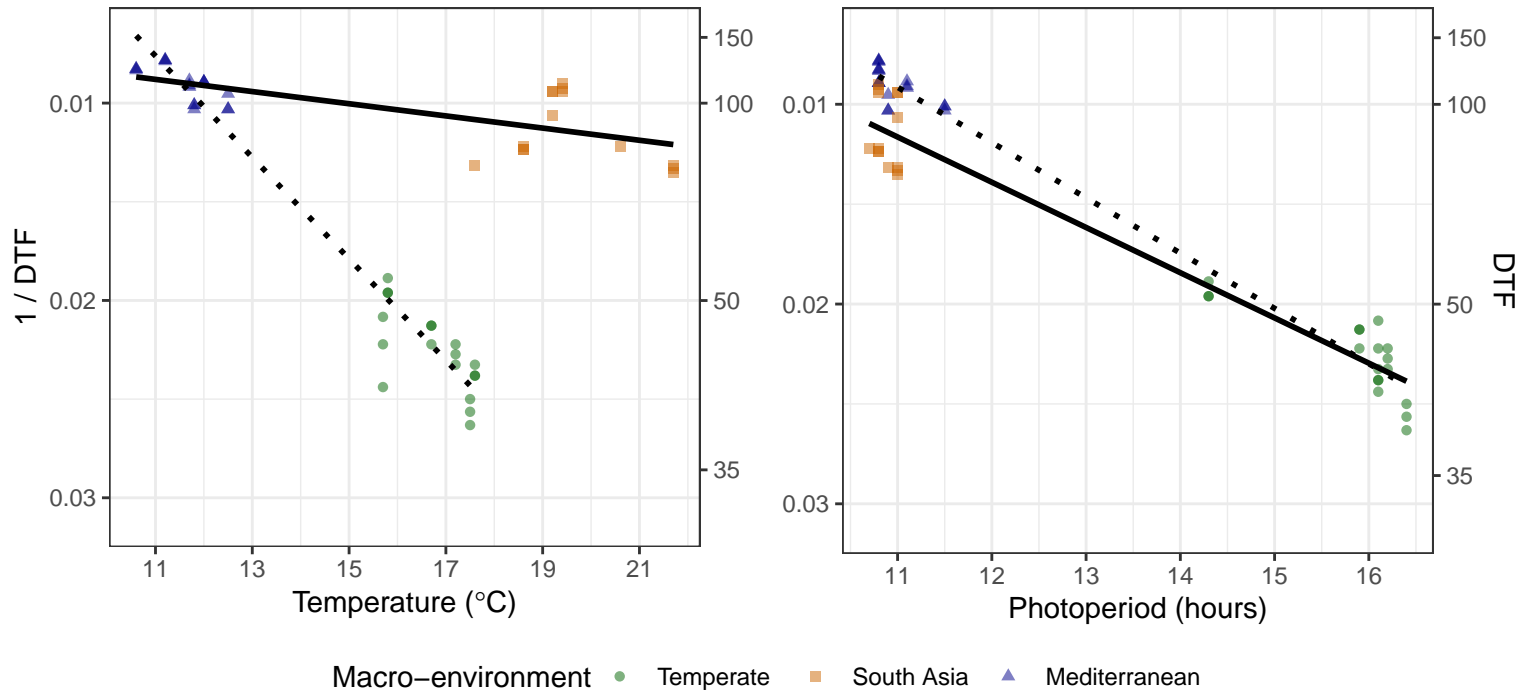 1 / DTF
0.01
0.02
0.03
150
100
50
35
11 13 15 17 19 21
Temperature (°C)
0.01
0.02
0.03
150
100
50
35
DTF
11 12 13 14 15 16
Photoperiod (hours)
Macro−environment Temperate South Asia Mediterranean